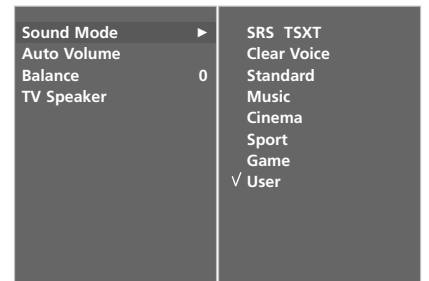 Sound Mode ►
Auto Volume
Balance 0
TV Speaker
SRS TSXT
Clear Voice
Standard
Music
Cinema
Sport
Game
√ User